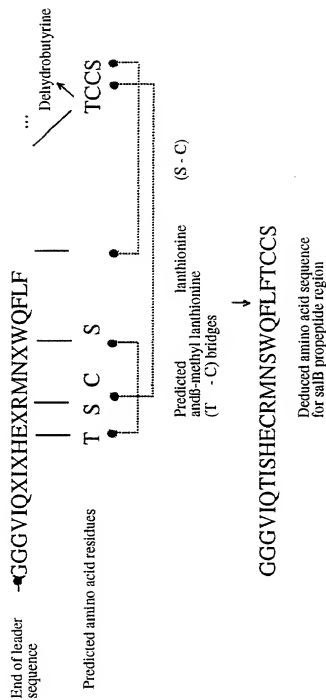 End of leader
sequence
GGGVIQXIXHEXRMNXWQFLF
...
Dehydrobutyrine
Predicted amino acid residues
T S C S TCCS
Predicted lanthionine
andβ-methyl lanthionine
(T - C) bridges
(S - C)
GGGVIQTISHECRMNSWQFLFTCCS
Deduced amino acid sequence
for salB propeptide region